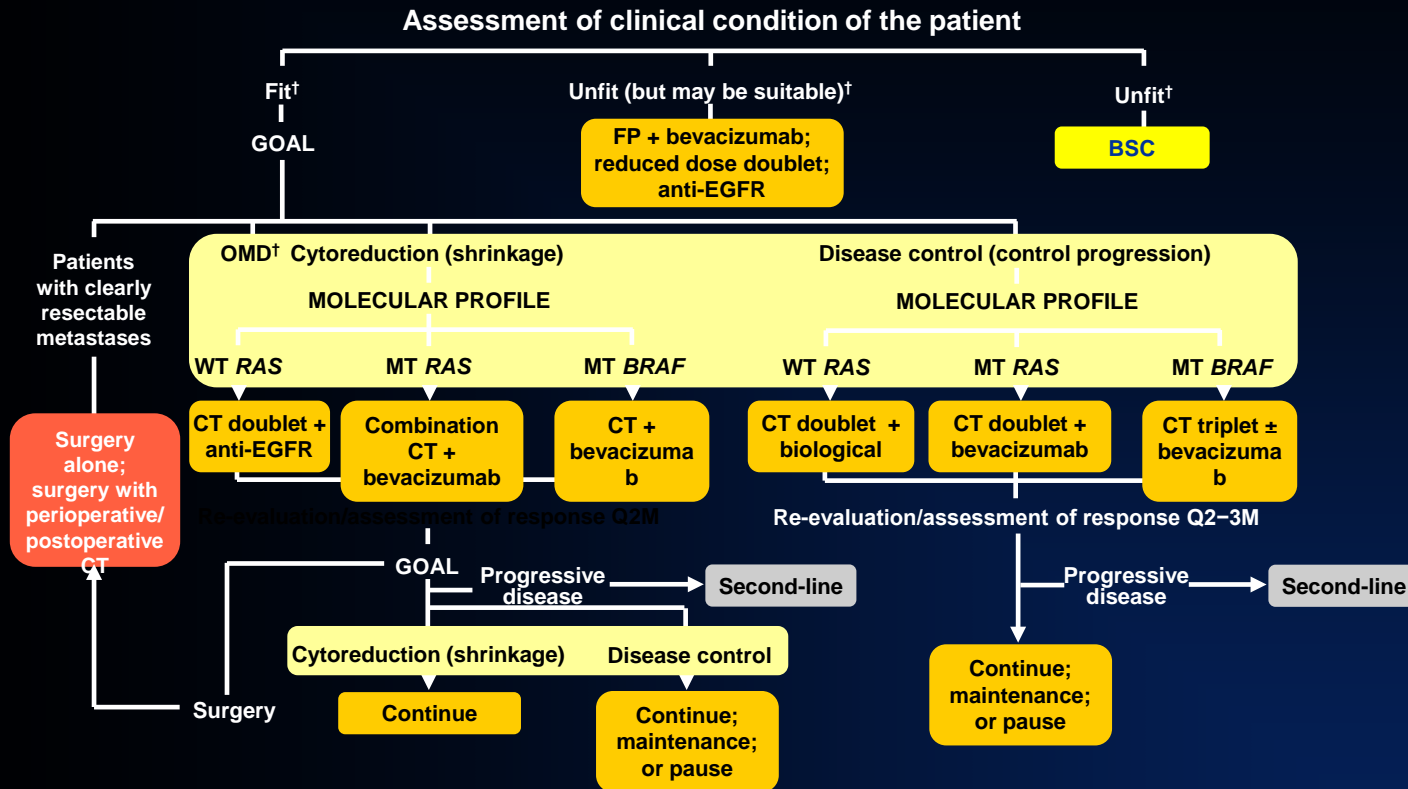 Assessment of clinical condition of the patient
Fit†
Unfit (but may be suitable)†
Unfit†
GOAL
FP + bevacizumab;
reduced dose doublet;
anti-EGFR
BSC
Patients
with clearly
resectable
metastases
OMD† Cytoreduction (shrinkage)
Disease control (control progression)
MOLECULAR PROFILE
MOLECULAR PROFILE
WT RAS
MT RAS
MT BRAF
WT RAS
MT RAS
MT BRAF
Surgery
alone;
surgery with
perioperative/
postoperative
CT
CT doublet +
anti-EGFR
Combination
CT +
bevacizumab
CT +
bevacizuma
b
CT doublet +
biological
CT doublet +
bevacizumab
CT triplet ±
bevacizuma
b
Re-evaluation/assessment of response Q2M
Re-evaluation/assessment of response Q2−3M
GOAL
Progressive
disease
Second-line
Progressive
disease
Second-line
Cytoreduction (shrinkage)
Disease control
Surgery
Continue
Continue;
maintenance;
or pause
Continue;
maintenance;
or pause